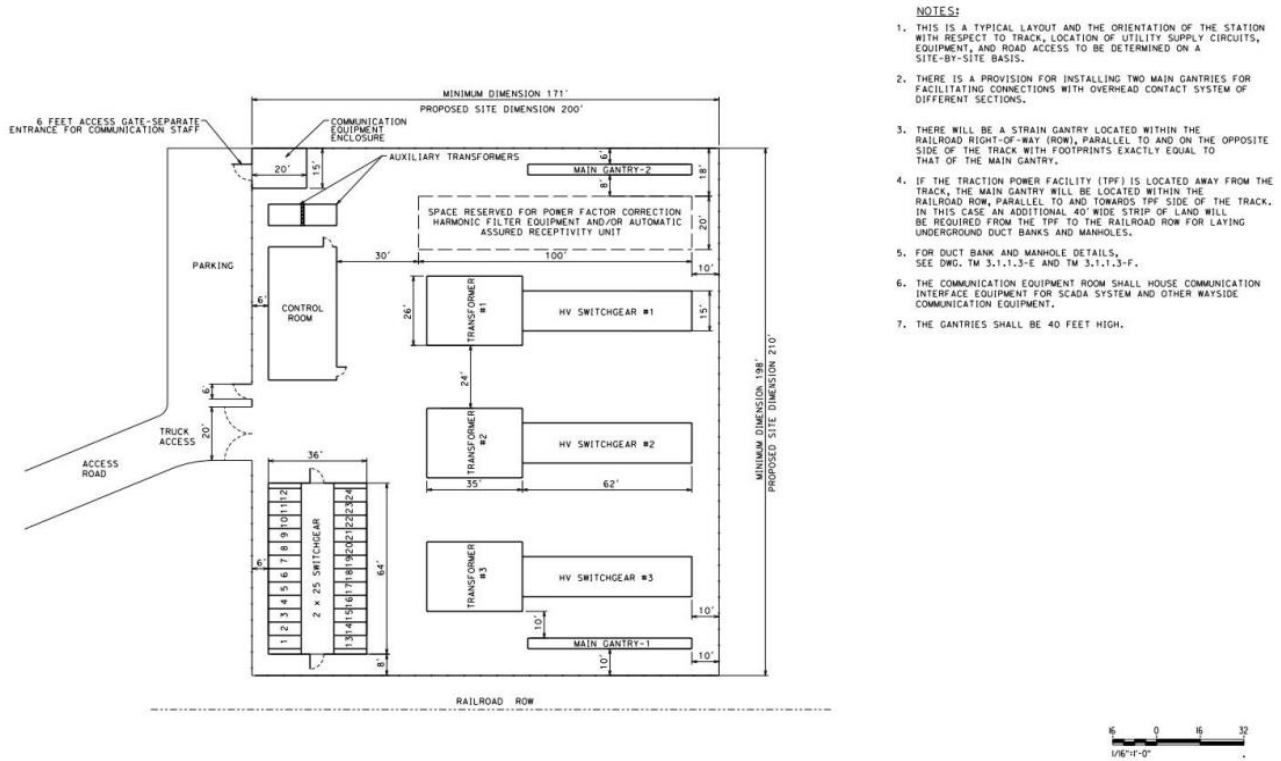 MINIMUM DIMENSION 171'
PROPOSED SITE DIMENSION 200'
6 FEET ACCESS GATE-SEPARATE
ENTRANCE FOR COMMUNICATION STAFF
COMMUNICATION
EQUIPMENT
ENCLOSURE
AUXILIARY TRANSFORMERS
20'
15'
6'
MAIN GANTRY-2
8'
18'
SPACE RESERVED FOR POWER FACTOR CORRECTION
HARMONIC FILTER EQUIPMENT AND/OR AUTOMATIC
ASSURED RECEPTIVITY UNIT
20'
30'
100'
10'
PARKING
6'
CONTROL
ROOM
26'
TRANSFORMER
#1
HV SWITCHGEAR #1
15'
24'
MINIMUM DIMENSION 198'
PROPOSED SITE DIMENSION 210'
6'
20'
TRUCK
ACCESS
ACCESS
ROAD
TRANSFORMER
#2
HV SWITCHGEAR #2
35'
62'
36'
12
11
10
9
8
7
6
5
4
3
2
1
2 x 25 SWITCHGEAR
24
23
22
21
20
19
18
17
16
15
14
13
64'
6'
8'
TRANSFORMER
#3
HV SWITCHGEAR #3
10'
10'
MAIN GANTRY-1
10'
10'
RAILROAD ROW
NOTES:
1. THIS IS A TYPICAL LAYOUT AND THE ORIENTATION OF THE STATION
WITH RESPECT TO TRACK, LOCATION OF UTILITY SUPPLY CIRCUITS,
EQUIPMENT, AND ROAD ACCESS TO BE DETERMINED ON A
SITE-BY-SITE BASIS.
2. THERE IS A PROVISION FOR INSTALLING TWO MAIN GANTRIES FOR
FACILITATING CONNECTIONS WITH OVERHEAD CONTACT SYSTEM OF
DIFFERENT SECTIONS.
3. THERE WILL BE A STRAIN GANTRY LOCATED WITHIN THE
RAILROAD RIGHT-OF-WAY (ROW), PARALLEL TO AND ON THE OPPOSITE
SIDE OF THE TRACK WITH FOOTPRINTS EXACTLY EQUAL TO
THAT OF THE MAIN GANTRY.
4. IF THE TRACTION POWER FACILITY (TPF) IS LOCATED AWAY FROM THE
TRACK, THE MAIN GANTRY WILL BE LOCATED WITHIN THE
RAILROAD ROW, PARALLEL TO AND TOWARDS TPF SIDE OF THE TRACK.
IN THIS CASE AN ADDITIONAL 40' WIDE STRIP OF LAND WILL
BE REQUIRED FROM THE TPF TO THE RAILROAD ROW FOR LAYING
UNDERGROUND DUCT BANKS AND MANHOLES.
5. FOR DUCT BANK AND MANHOLE DETAILS,
SEE DWG. TM 3.1.1.3-E AND TM 3.1.1.3-F.
6. THE COMMUNICATION EQUIPMENT ROOM SHALL HOUSE COMMUNICATION
INTERFACE EQUIPMENT FOR SCADA SYSTEM AND OTHER WAYSIDE
COMMUNICATION EQUIPMENT.
7. THE GANTRIES SHALL BE 40 FEET HIGH.
16 0 16 32
1/16"=1'-0"